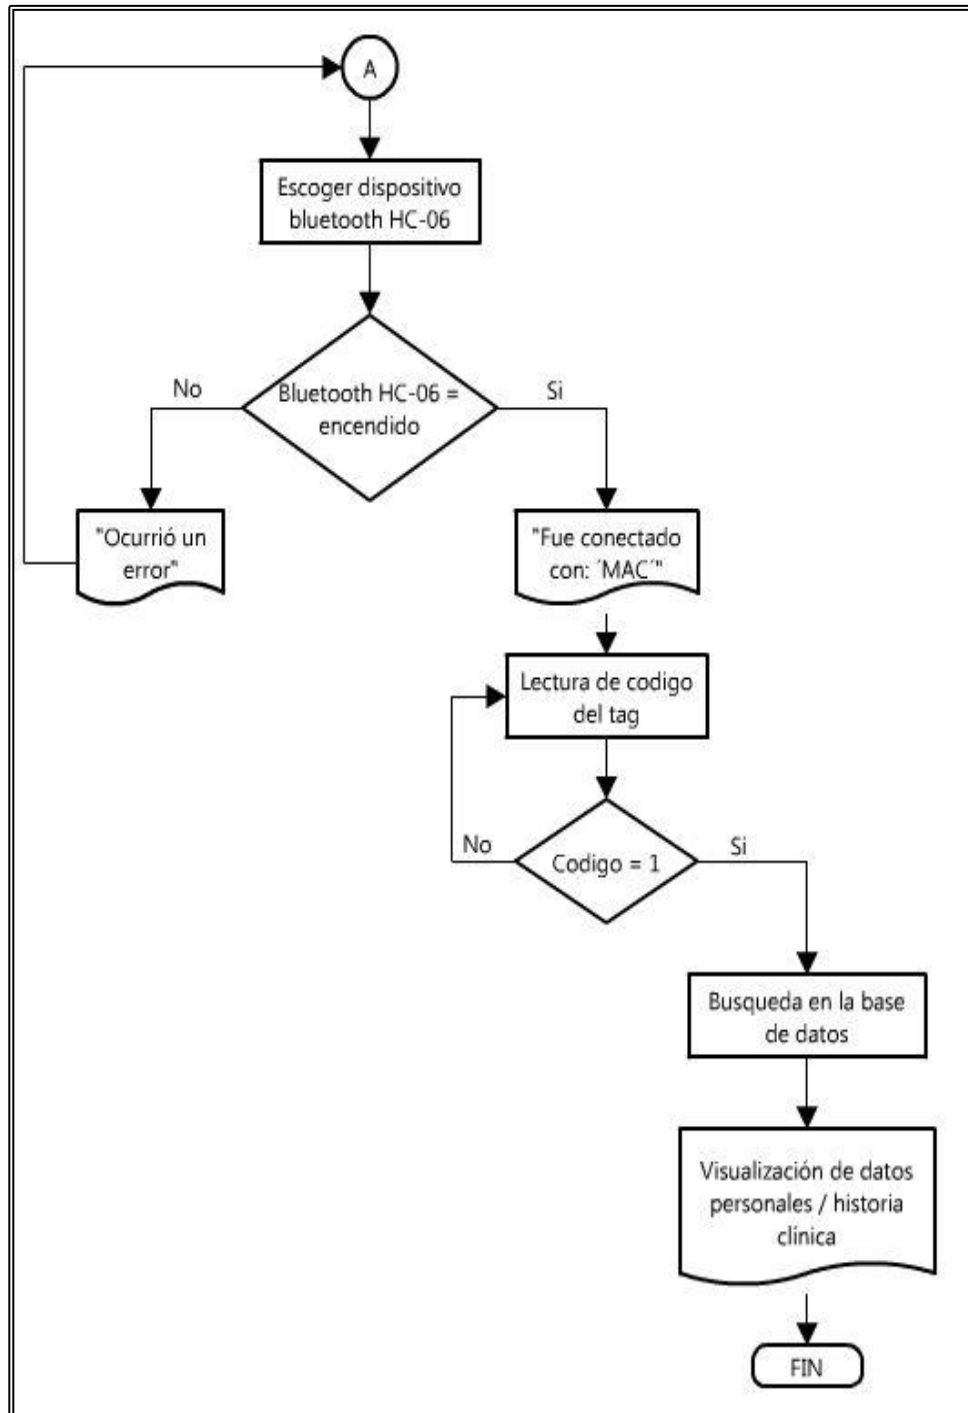 A
Escoger dispositivo
bluetooth HC-06
No
Bluetooth HC-06 =
encendido
Si
"Ocurrió un
error"
"Fue conectado
con: ´MAC´"
Lectura de codigo
del tag
No
Codigo = 1
Si
Busqueda en la base
de datos
Visualización de datos
personales / historia
clínica
FIN